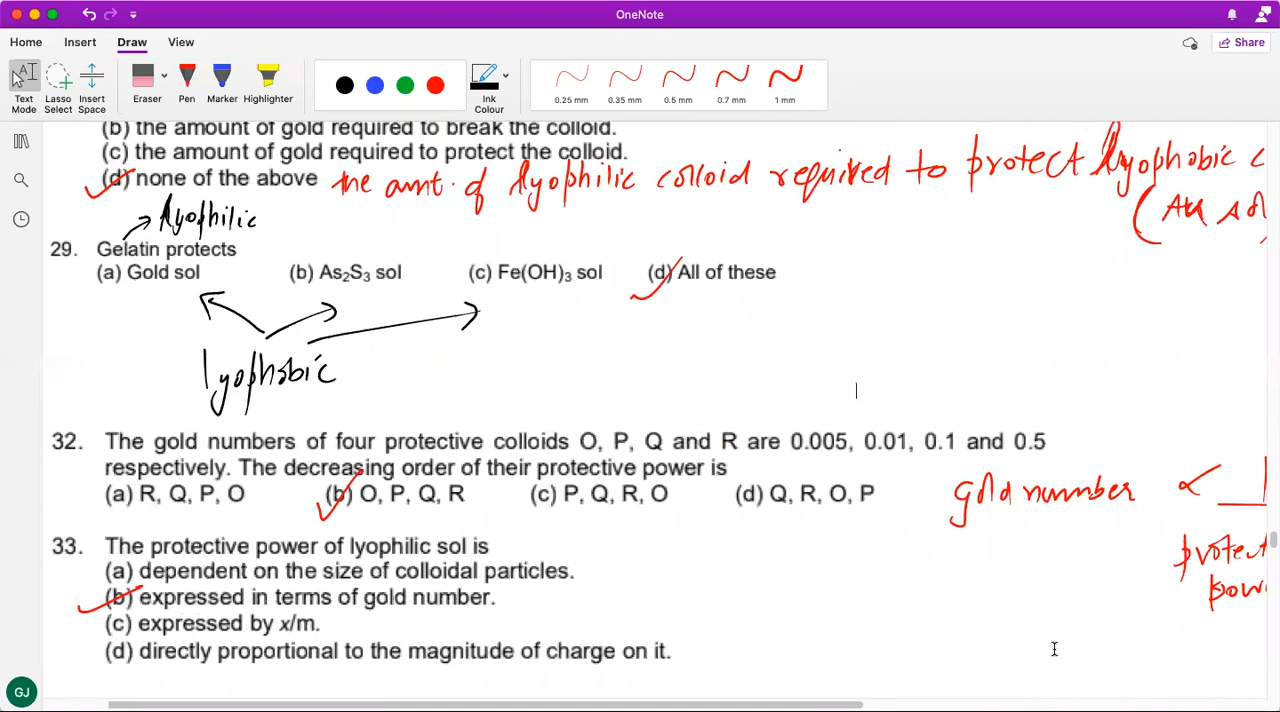 OneNote
Home Insert Draw View
Share
Text Mode
Lasso Select
Insert Space
Eraser
Pen
Marker
Highlighter
Ink Colour
0.25 mm
0.35 mm
0.5 mm
0.7 mm
1 mm
(b) the amount of gold required to break the colloid.
(c) the amount of gold required to protect the colloid.
(d) none of the above the amt. of lyophilic colloid required to protect lyophobic c
(Au sol
lyophilic
29. Gelatin protects
(a) Gold sol (b) As₂S₃ sol (c) Fe(OH)₃ sol (d) All of these
lyophobic
32. The gold numbers of four protective colloids O, P, Q and R are 0.005, 0.01, 0.1 and 0.5
respectively. The decreasing order of their protective power is
(a) R, Q, P, O (b) O, P, Q, R (c) P, Q, R, O (d) Q, R, O, P
gold number ∝ 1
protect
pow
33. The protective power of lyophilic sol is
(a) dependent on the size of colloidal particles.
(b) expressed in terms of gold number.
(c) expressed by x/m.
(d) directly proportional to the magnitude of charge on it.
GJ